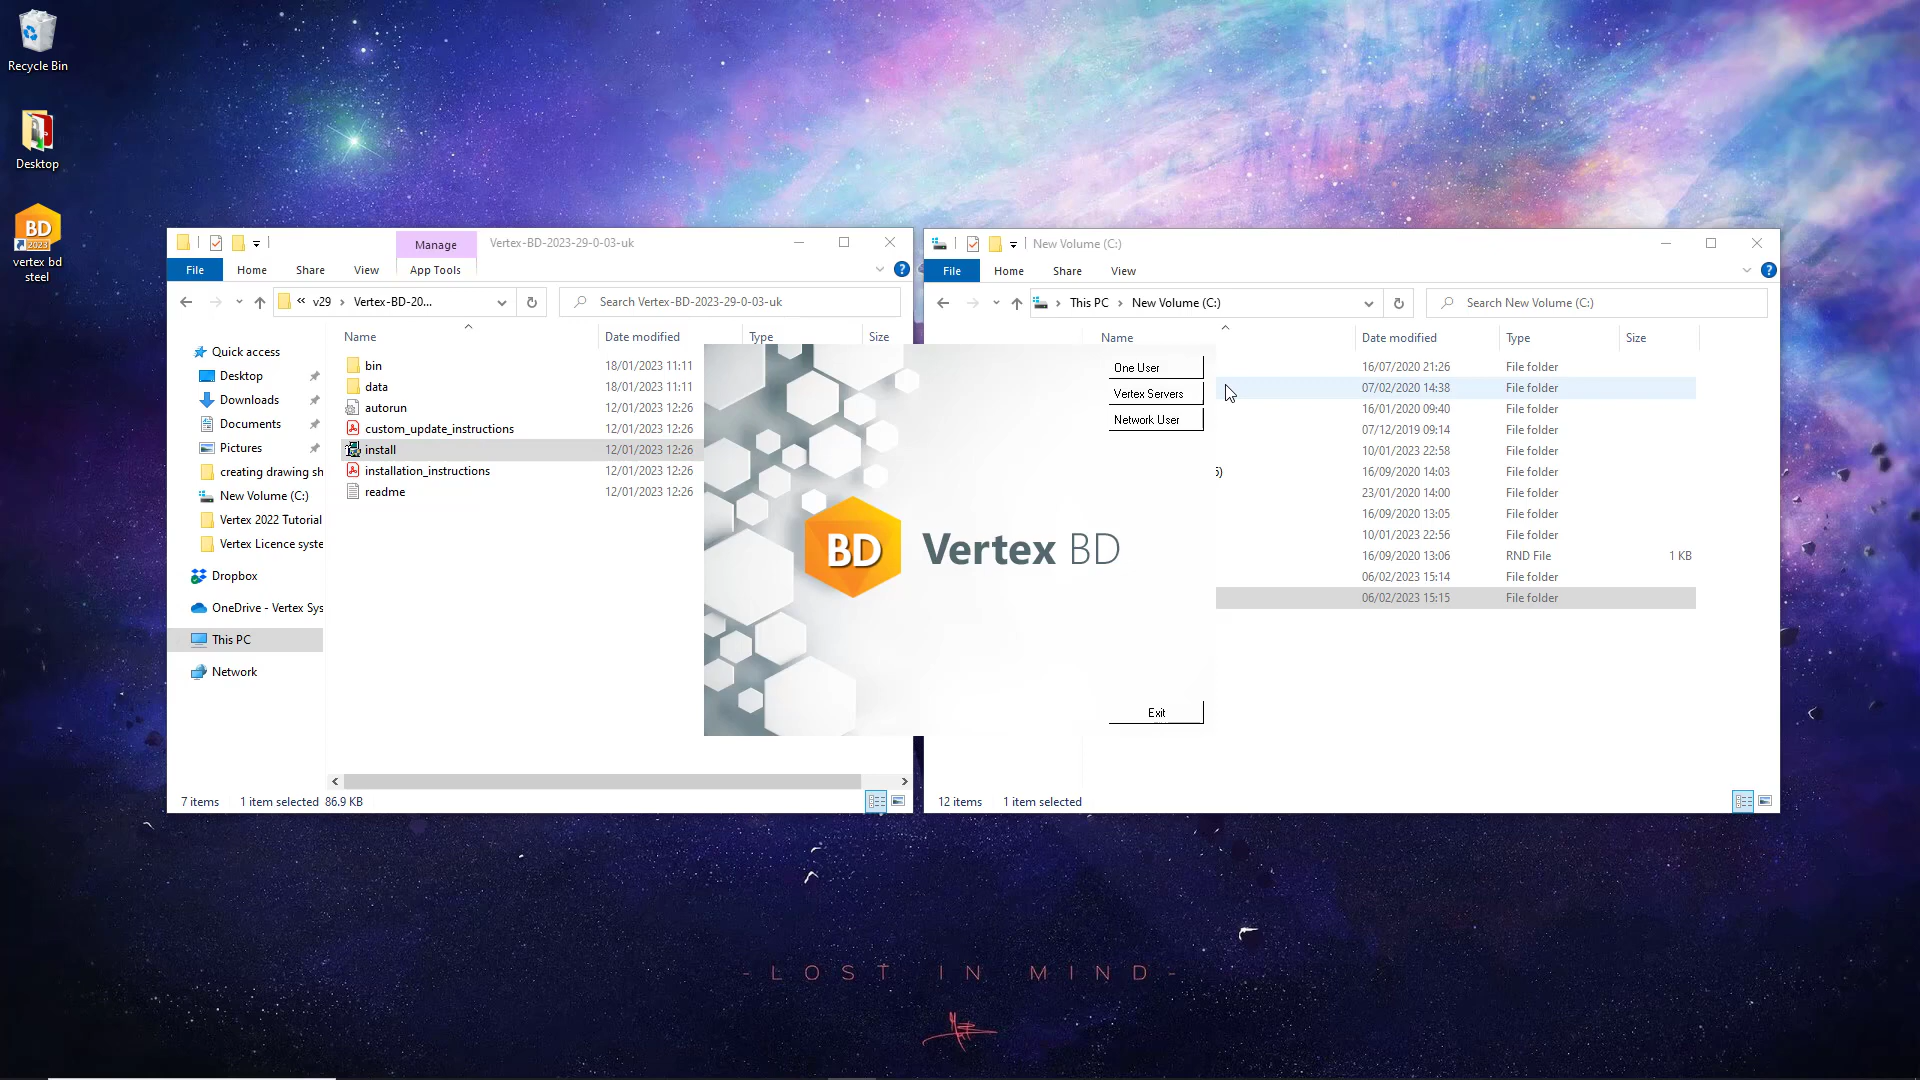 Recycle Bin
Desktop
BD
2023
vertex bd
steel
Manage
Vertex-BD-2023-29-0-03-uk
File
Home
Share
View
App Tools
v29
Vertex-BD-20...
Search Vertex-BD-2023-29-0-03-uk
Name
Date modified
Type
Size
Quick access
Desktop
Downloads
Documents
Pictures
creating drawing sh
New Volume (C:)
Vertex 2022 Tutorial
Vertex Licence syste
Dropbox
OneDrive - Vertex Sys
This PC
Network
bin 18/01/2023 11:11
data 18/01/2023 11:11
autorun 12/01/2023 12:26
custom_update_instructions 12/01/2023 12:26
install 12/01/2023 12:26
installation_instructions 12/01/2023 12:26
readme 12/01/2023 12:26
7 items 1 item selected 86.9 KB
New Volume (C:)
File
Home
Share
View
This PC
New Volume (C:)
Search New Volume (C:)
Name
Date modified
Type
Size
16/07/2020 21:26 File folder
07/02/2020 14:38 File folder
16/01/2020 09:40 File folder
07/12/2019 09:14 File folder
10/01/2023 22:58 File folder
16/09/2020 14:03 File folder
23/01/2020 14:00 File folder
16/09/2020 13:05 File folder
10/01/2023 22:56 File folder
16/09/2020 13:06 RND File 1 KB
06/02/2023 15:14 File folder
06/02/2023 15:15 File folder
12 items 1 item selected
One User
Vertex Servers
Network User
BD Vertex BD
Exit
- LOST IN MIND -